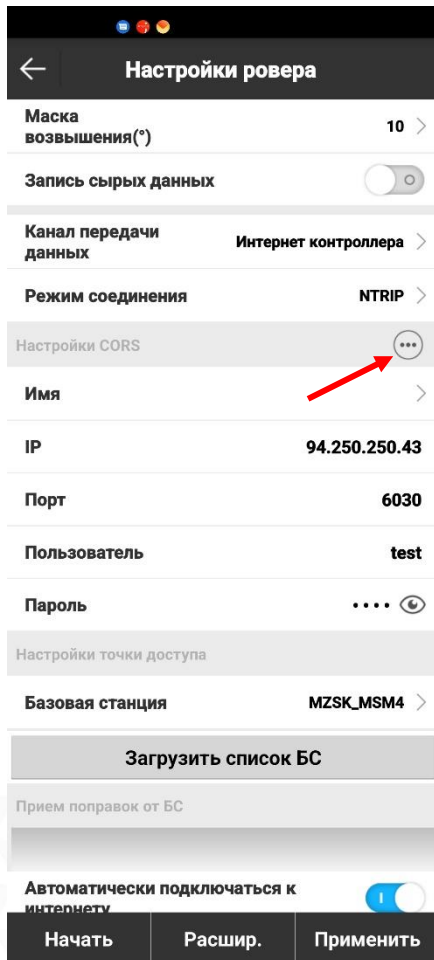 Настройки ровера
Маска
возвышения(°)
10
Запись сырых данных
Канал передачи
данных
Интернет контроллера
Режим соединения
NTRIP
Настройки CORS
Имя
IP
94.250.250.43
Порт
6030
Пользователь
test
Пароль
••••
Настройки точки доступа
Базовая станция
MZSK_MSM4
Загрузить список БС
Прием поправок от БС
Автоматически подключаться к
интернету
Начать
Расшир.
Применить